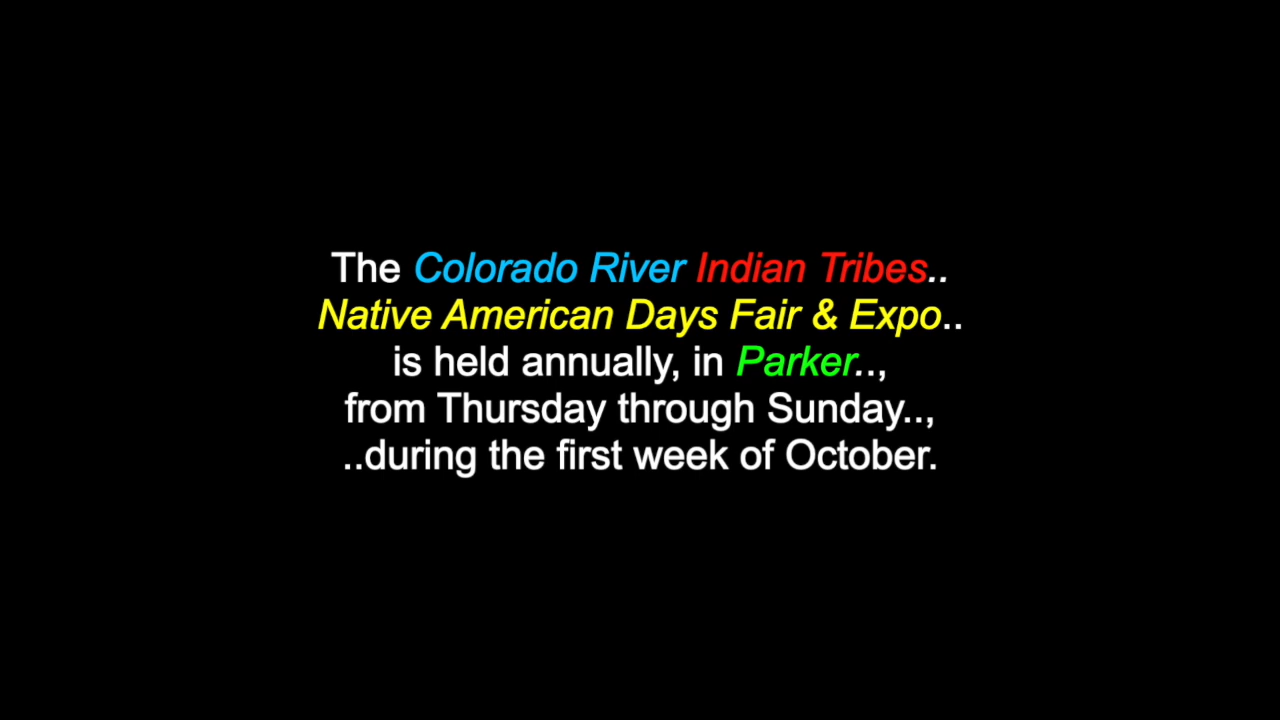 The Colorado River Indian Tribes..
Native American Days Fair & Expo..
is held annually, in Parker..,
from Thursday through Sunday..,
..during the first week of October.